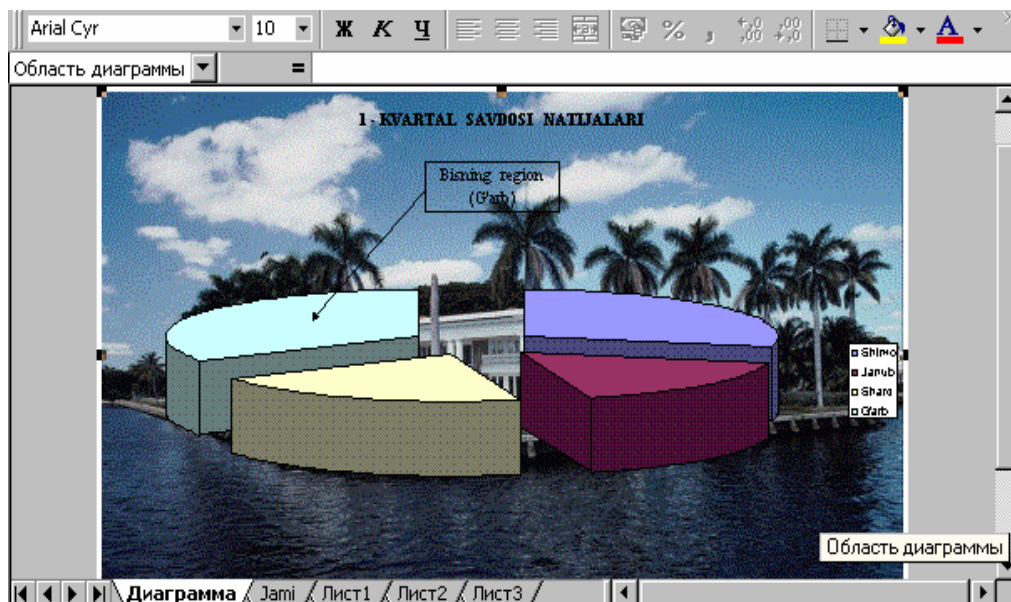 Arial Cyr 10 Ж К Ч % ,
Область диаграммы =
1 - KVARTAL SAVDOSI NATIJALARI
Bisning region
(G'arb)
Shimo
Janub
Sharq
G'arb
Область диаграммы
Диаграмма Jami Лист1 Лист2 Лист3